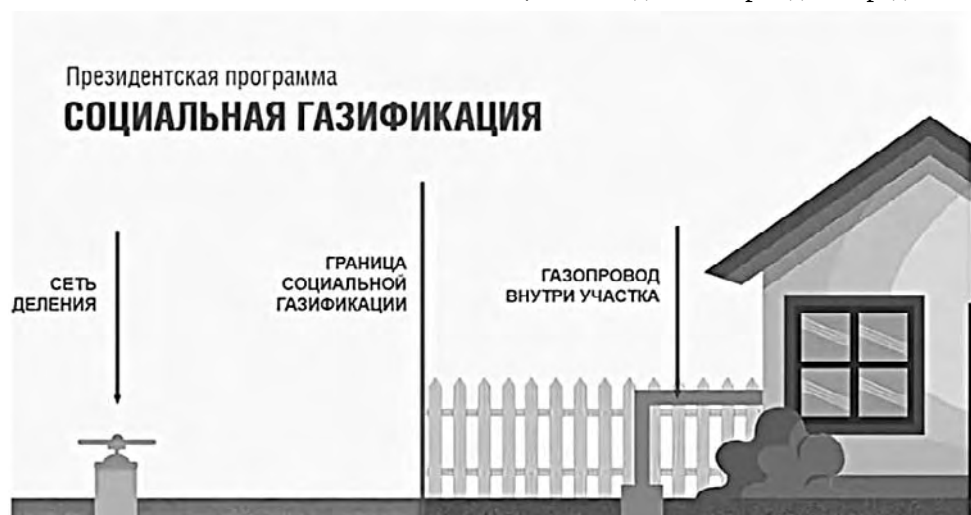 Президентская программа
СОЦИАЛЬНАЯ ГАЗИФИКАЦИЯ
СЕТЬ
ДЕЛЕНИЯ
ГРАНИЦА
СОЦИАЛЬНОЙ
ГАЗИФИКАЦИИ
ГАЗОПРОВОД
ВНУТРИ УЧАСТКА